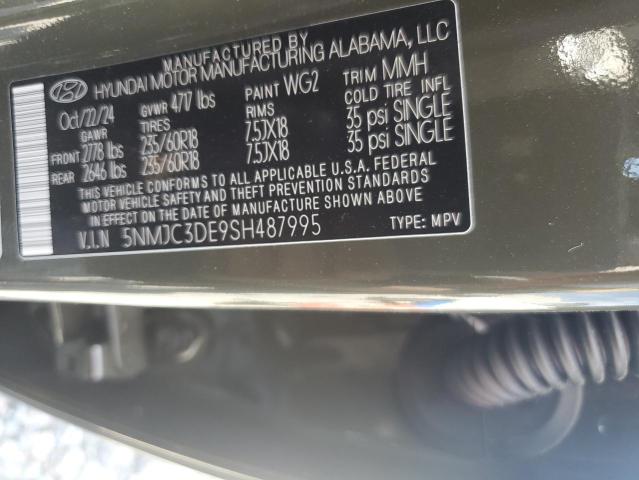 MANUFACTURED BY
HYUNDAI MOTOR MANUFACTURING ALABAMA, LLC
Oct/22/24 GVWR 4717 lbs PAINT WG2 TRIM MMH
GAWR TIRES RIMS COLD TIRE INFL
FRONT 2778 lbs 235/60R18 7.5JX18 35 psi SINGLE
REAR 2646 lbs 235/60R18 7.5JX18 35 psi SINGLE
THIS VEHICLE CONFORMS TO ALL APPLICABLE U.S.A. FEDERAL
MOTOR VEHICLE SAFETY AND THEFT PREVENTION STANDARDS
IN EFFECT ON THE DATE OF MANUFACTURE SHOWN ABOVE.
V.I.N 5NMJC3DE9SH487995 TYPE: MPV